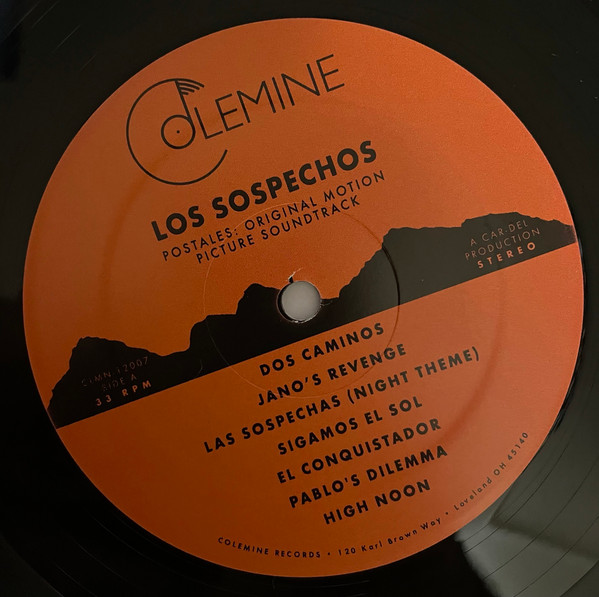 COLEMINE
LOS SOSPECHOS
POSTALES: ORIGINAL MOTION
PICTURE SOUNDTRACK
A CAR-DEL
PRODUCTION
STEREO
CLMN-12007
SIDE A
33 RPM
DOS CAMINOS
JANO'S REVENGE
LAS SOSPECHAS (NIGHT THEME)
SIGAMOS EL SOL
EL CONQUISTADOR
PABLO'S DILEMMA
HIGH NOON
COLEMINE RECORDS • 120 Karl Brown Way • Loveland OH 45140